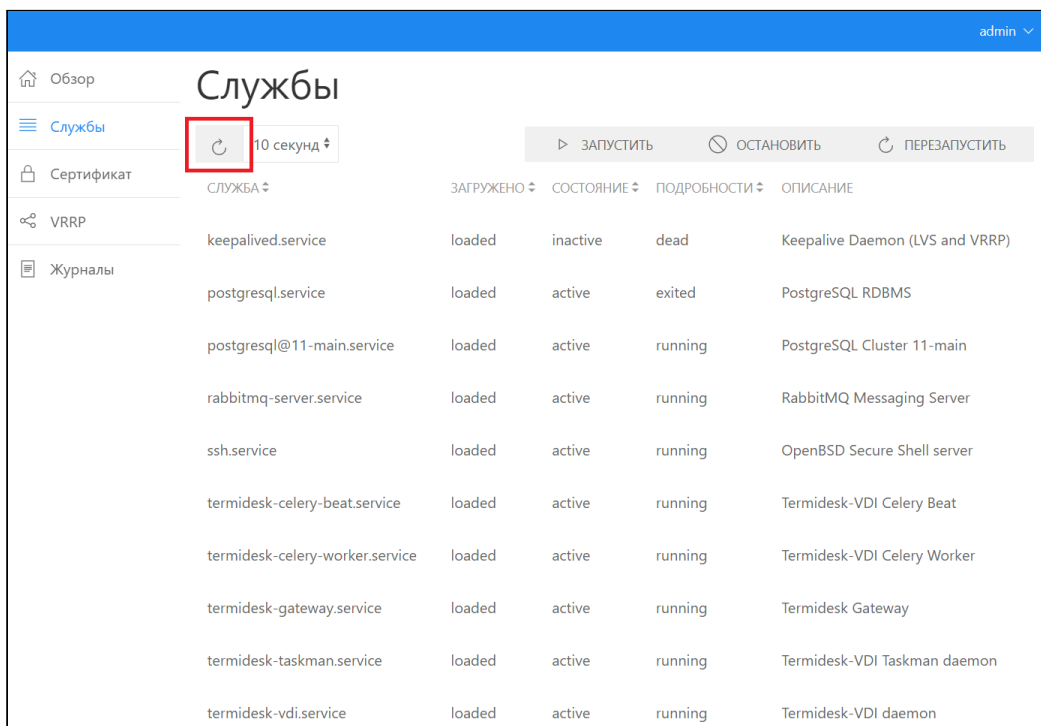 admin
Обзор
Службы
Сертификат
VRRP
Журналы
Службы
10 секунд
ЗАПУСТИТЬ ОСТАНОВИТЬ ПЕРЕЗАПУСТИТЬ
СЛУЖБА ЗАГРУЖЕНО СОСТОЯНИЕ ПОДРОБНОСТИ ОПИСАНИЕ
keepalived.service loaded inactive dead Keepalive Daemon (LVS and VRRP)
postgresql.service loaded active exited PostgreSQL RDBMS
postgresql@11-main.service loaded active running PostgreSQL Cluster 11-main
rabbitmq-server.service loaded active running RabbitMQ Messaging Server
ssh.service loaded active running OpenBSD Secure Shell server
termidesk-celery-beat.service loaded active running Termidesk-VDI Celery Beat
termidesk-celery-worker.service loaded active running Termidesk-VDI Celery Worker
termidesk-gateway.service loaded active running Termidesk Gateway
termidesk-taskman.service loaded active running Termidesk-VDI Taskman daemon
termidesk-vdi.service loaded active running Termidesk-VDI daemon